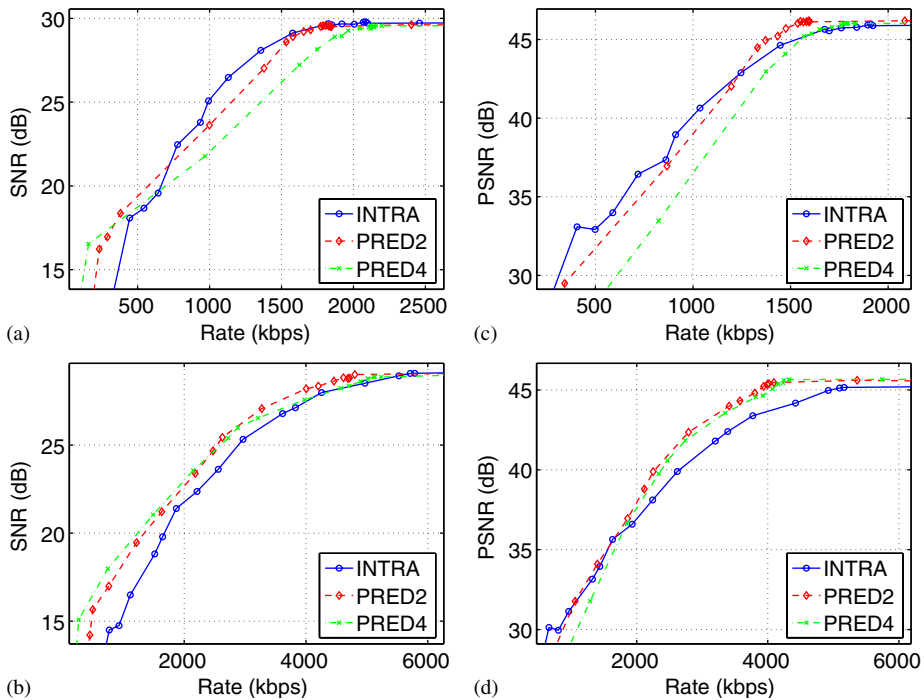 30
25
20
15
SNR (dB)
500 1000 1500 2000 2500
Rate (kbps)
INTRA
PRED2
PRED4
(a)
45
40
35
30
PSNR (dB)
500 1000 1500 2000
Rate (kbps)
INTRA
PRED2
PRED4
(c)
29
25
21
15
SNR (dB)
2000 4000 6000
Rate (kbps)
INTRA
PRED2
PRED4
(b)
45
40
35
30
PSNR (dB)
2000 4000 6000
Rate (kbps)
INTRA
PRED2
PRED4
(d)